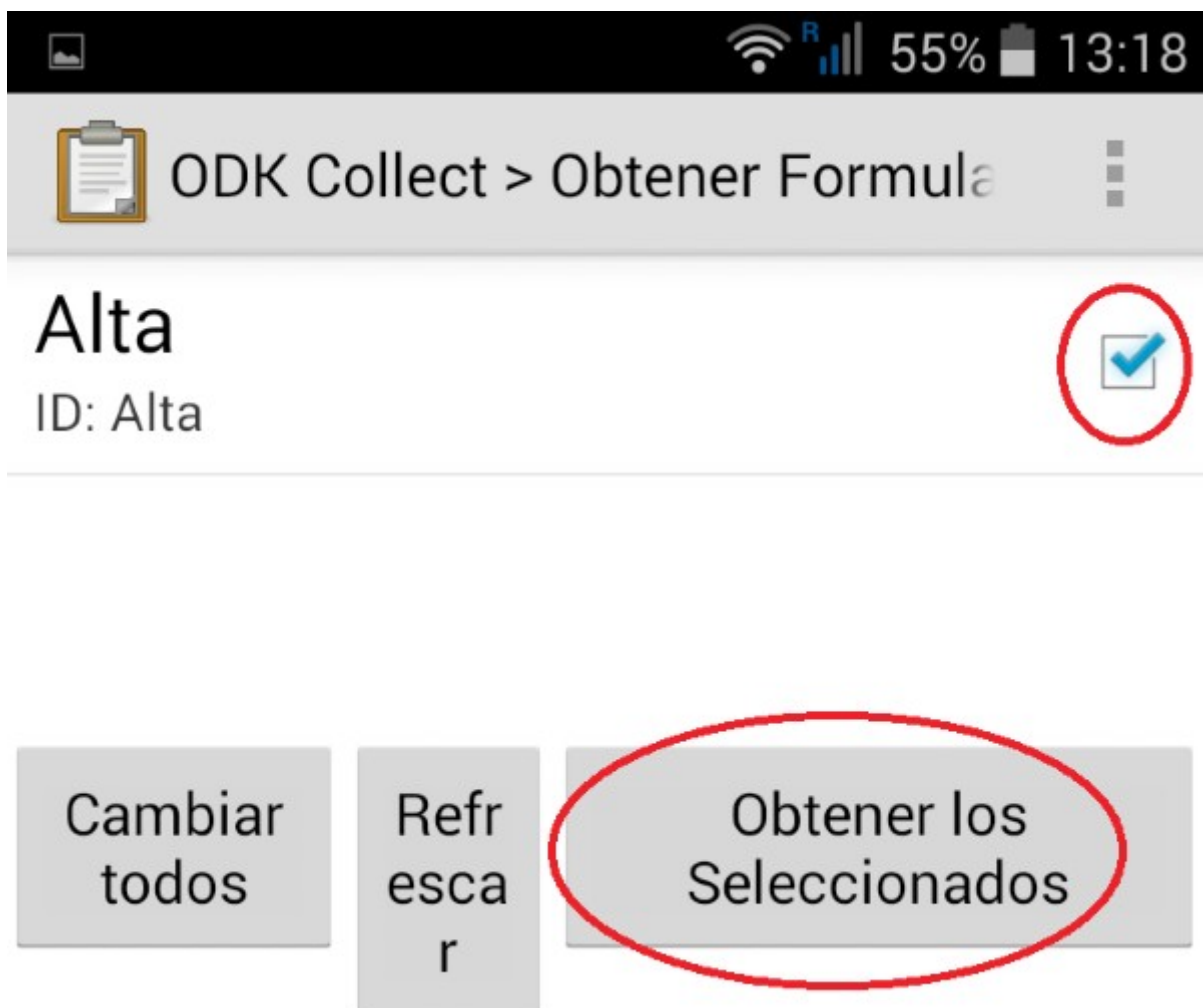 R 55% 13:18
ODK Collect > Obtener Formula
Alta
ID: Alta
Cambiar
todos
Refr
esca
r
Obtener los
Seleccionados